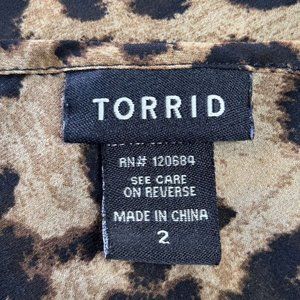 TORRID
RN# 120684
SEE CARE
ON REVERSE
MADE IN CHINA
2